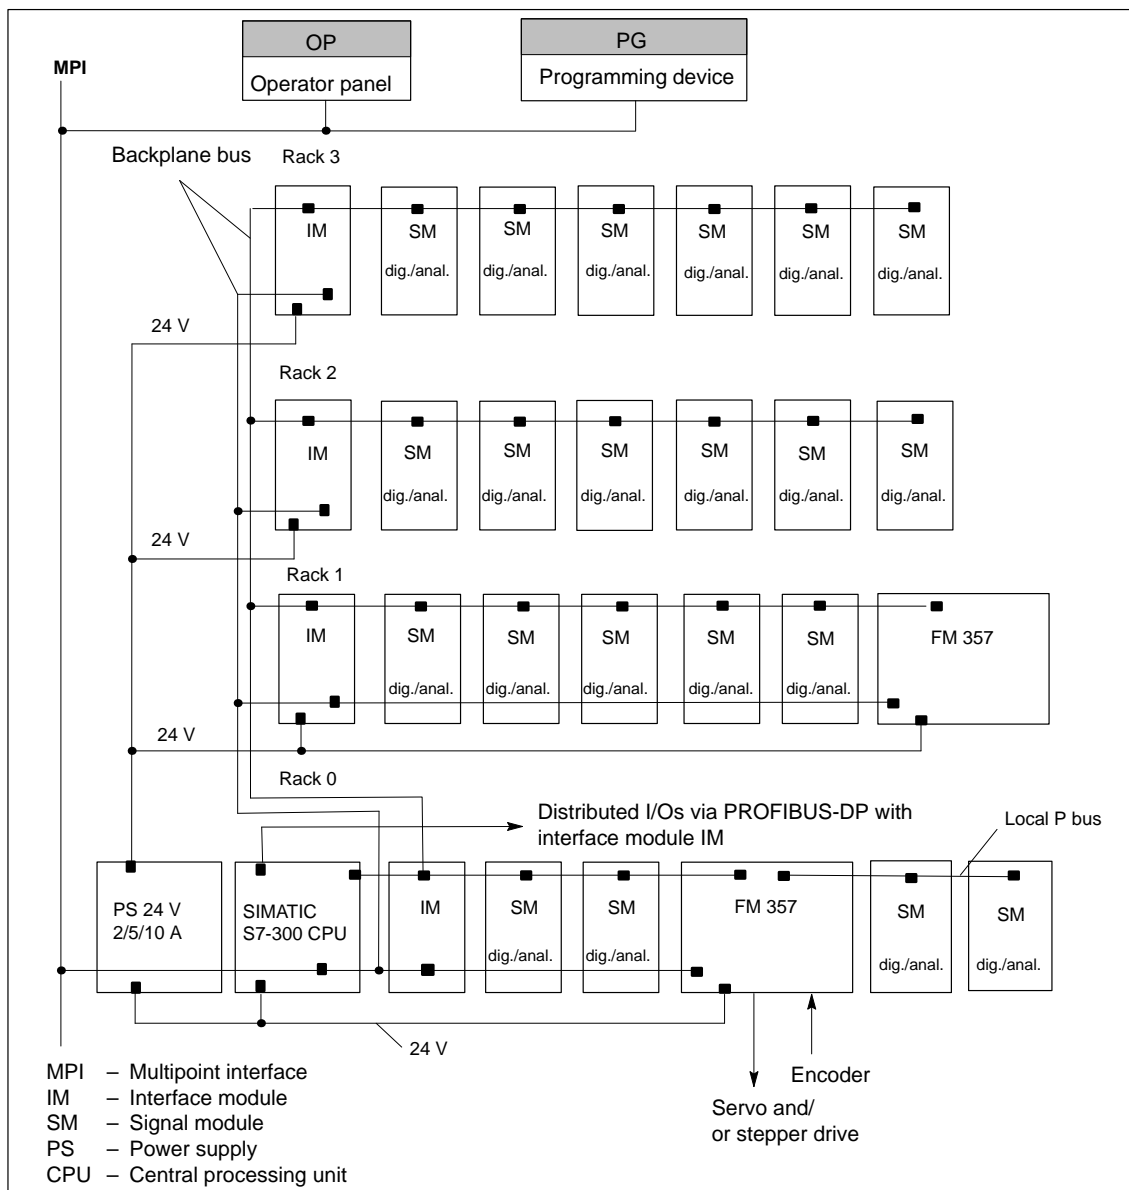 OP
PG
MPI
Operator panel
Programming device
Backplane bus
Rack 3
IM
SM
SM
SM
SM
SM
SM
dig./anal.
dig./anal.
dig./anal.
dig./anal.
dig./anal.
dig./anal.
24 V
Rack 2
IM
SM
SM
SM
SM
SM
SM
dig./anal.
dig./anal.
dig./anal.
dig./anal.
dig./anal.
dig./anal.
24 V
Rack 1
IM
SM
SM
SM
SM
SM
FM 357
dig./anal.
dig./anal.
dig./anal.
dig./anal.
dig./anal.
24 V
Rack 0
Distributed I/Os via PROFIBUS-DP with
interface module IM
Local P bus
PS 24 V
2/5/10 A
SIMATIC
S7-300 CPU
IM
SM
SM
FM 357
SM
SM
dig./anal.
dig./anal.
dig./anal.
dig./anal.
24 V
Encoder
Servo and/
or stepper drive
MPI – Multipoint interface
IM – Interface module
SM – Signal module
PS – Power supply
CPU – Central processing unit